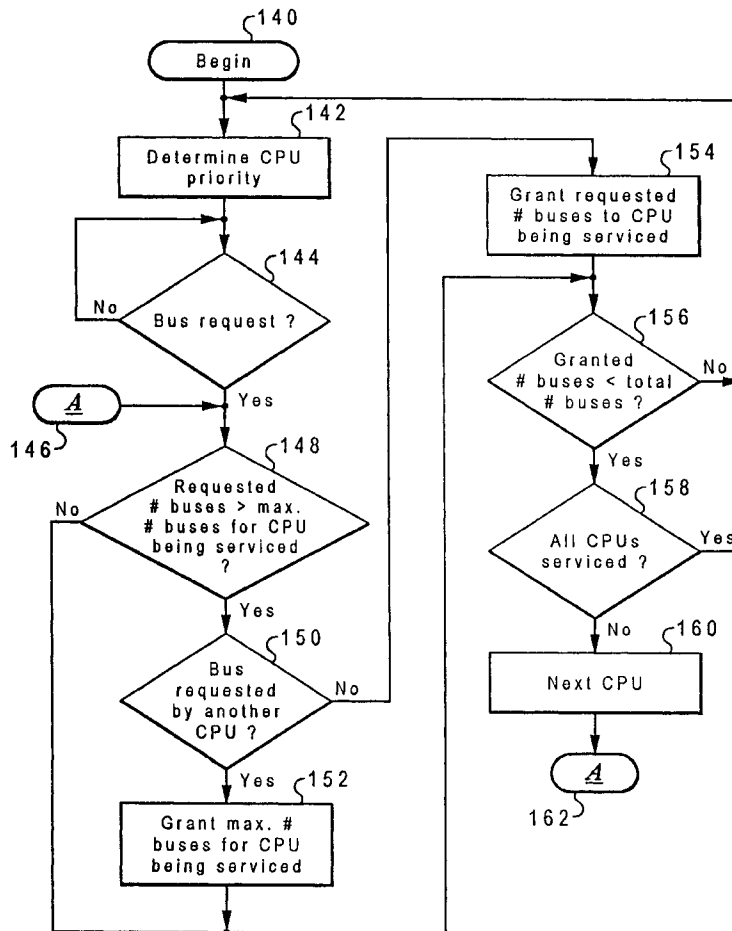 140
Begin
142
Determine CPU
priority
144
No
Bus request ?
Yes
A
146
148
No
Requested
# buses > max.
# buses for CPU
being serviced
?
Yes
150
Bus
requested
by another
CPU ?
No
Yes
152
Grant max. #
buses for CPU
being serviced
154
Grant requested
# buses to CPU
being serviced
156
Granted
# buses < total
# buses ?
No
Yes
158
All CPUs
serviced ?
Yes
No
160
Next CPU
A
162